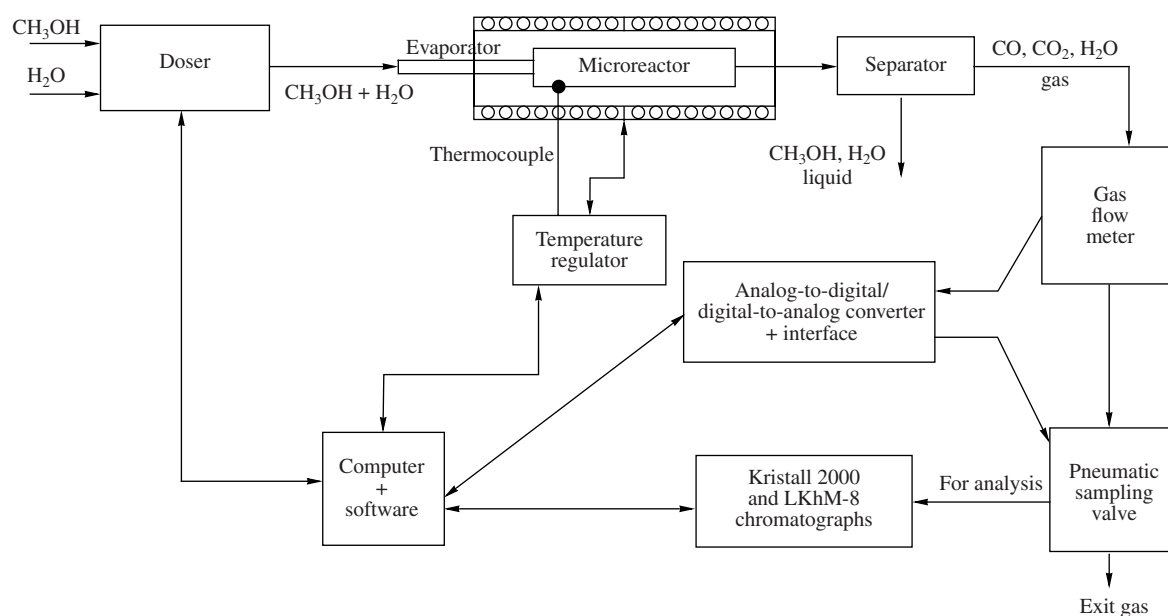 CH₃OH
H₂O
Doser
Evaporator
CH₃OH + H₂O
Microreactor
Separator
CO, CO₂, H₂O
gas
Thermocouple
CH₃OH, H₂O
liquid
Gas
flow
meter
Temperature
regulator
Analog-to-digital/
digital-to-analog converter
+ interface
Computer
+
software
Kristall 2000
and LKhM-8
chromatographs
For analysis
Pneumatic
sampling
valve
Exit gas